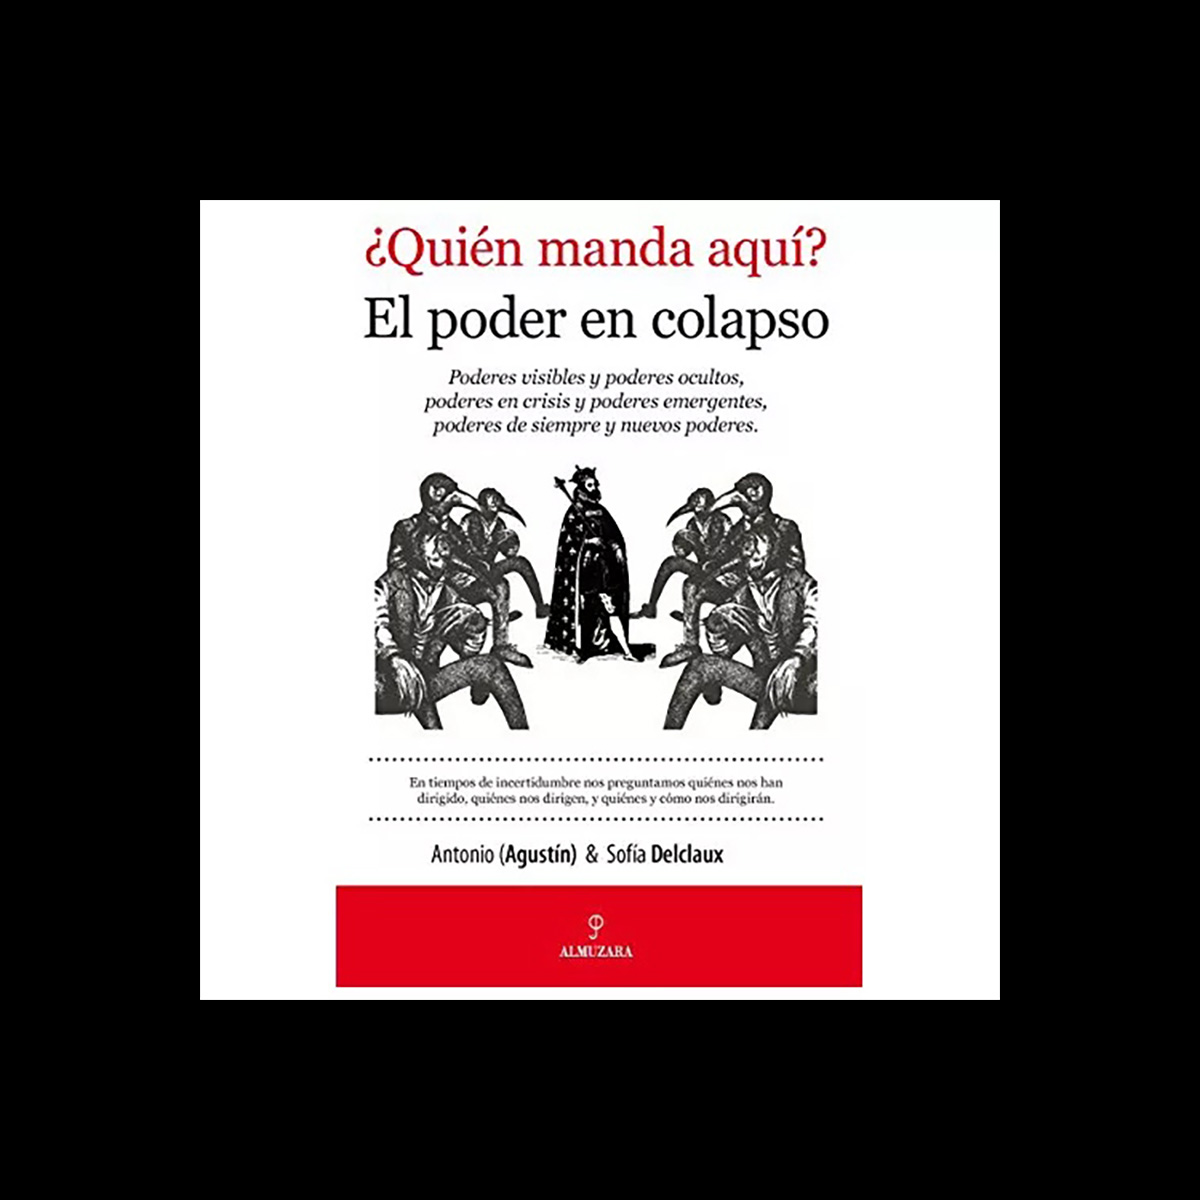 ¿Quién manda aquí?
El poder en colapso
Poderes visibles y poderes ocultos,
poderes en crisis y poderes emergentes,
poderes de siempre y nuevos poderes.
En tiempos de incertidumbre nos preguntamos quiénes nos han
dirigido, quiénes nos dirigen, y quiénes y cómo nos dirigirán.
Antonio (Agustín) & Sofía Delclaux
ALMUZARA